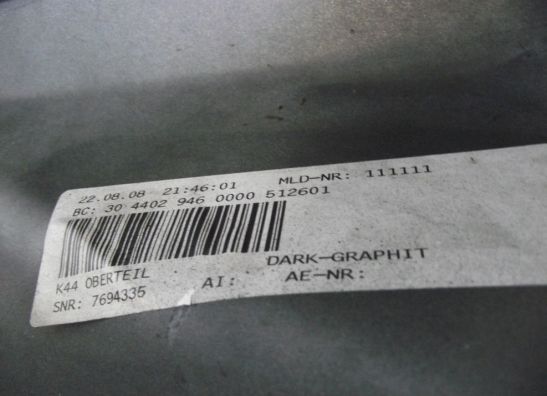 22.08.08 21:46:01 MLD-NR: 111111
BC: 30 4402 946 0000 512601
DARK-GRAPHIT
K44 OBERTEIL AI: AE-NR:
SNR: 7694335